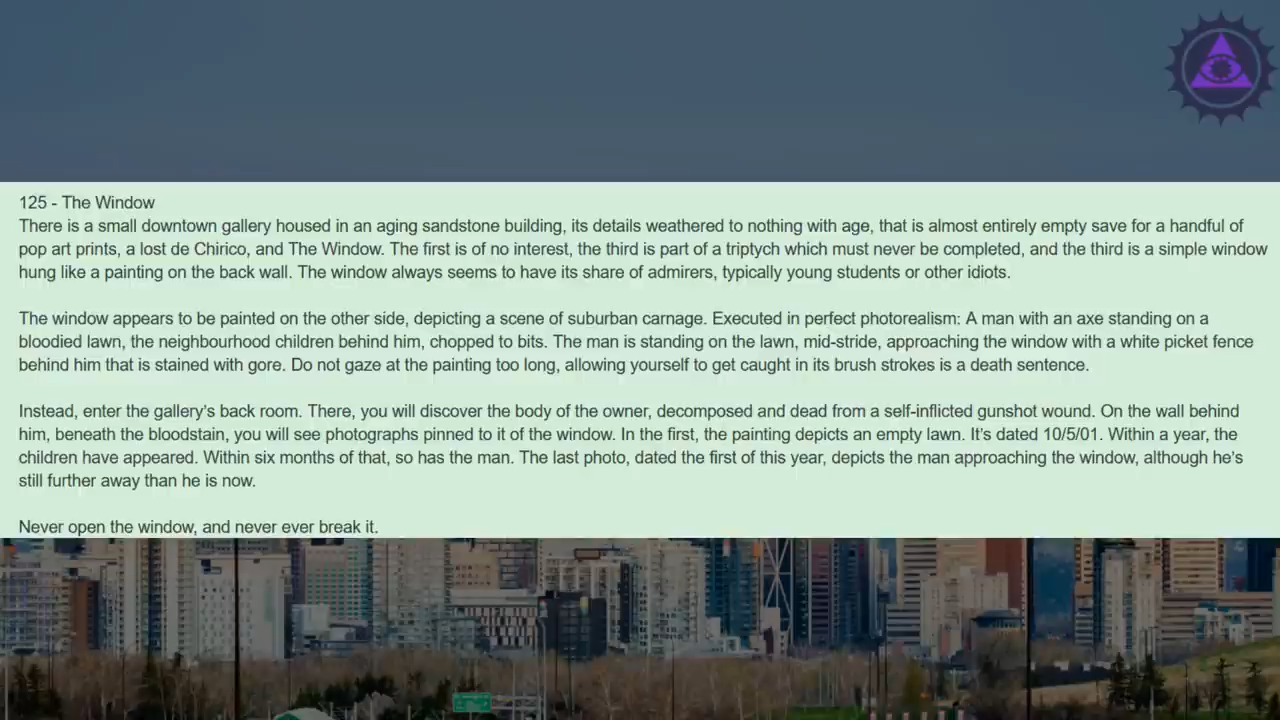 125 - The Window
There is a small downtown gallery housed in an aging sandstone building, its details weathered to nothing with age, that is almost entirely empty save for a handful of
pop art prints, a lost de Chirico, and The Window. The first is of no interest, the third is part of a triptych which must never be completed, and the third is a simple window
hung like a painting on the back wall. The window always seems to have its share of admirers, typically young students or other idiots.
The window appears to be painted on the other side, depicting a scene of suburban carnage. Executed in perfect photorealism: A man with an axe standing on a
bloodied lawn, the neighbourhood children behind him, chopped to bits. The man is standing on the lawn, mid-stride, approaching the window with a white picket fence
behind him that is stained with gore. Do not gaze at the painting too long, allowing yourself to get caught in its brush strokes is a death sentence.
Instead, enter the gallery's back room. There, you will discover the body of the owner, decomposed and dead from a self-inflicted gunshot wound. On the wall behind
him, beneath the bloodstain, you will see photographs pinned to it of the window. In the first, the painting depicts an empty lawn. It's dated 10/5/01. Within a year, the
children have appeared. Within six months of that, so has the man. The last photo, dated the first of this year, depicts the man approaching the window, although he's
still further away than he is now.
Never open the window, and never ever break it.